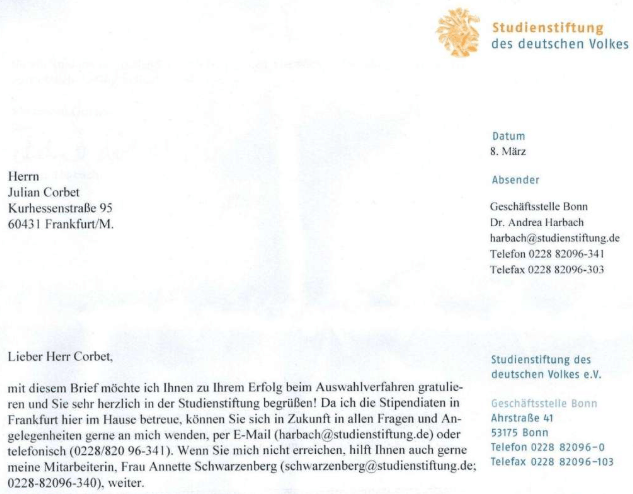 Studienstiftung
des deutschen Volkes
Datum
8. März
Absender
Herrn
Julian Corbet
Kurhessenstraße 95
60431 Frankfurt/M.
Geschäftsstelle Bonn
Dr. Andrea Harbach
harbach@studienstiftung.de
Telefon 0228 82096-341
Telefax 0228 82096-303
Lieber Herr Corbet,
mit diesem Brief möchte ich Ihnen zu Ihrem Erfolg beim Auswahlverfahren gratulie-
ren und Sie sehr herzlich in der Studienstiftung begrüßen! Da ich die Stipendiaten in
Frankfurt hier im Hause betreue, können Sie sich in Zukunft in allen Fragen und An-
gelegenheiten gerne an mich wenden, per E-Mail (harbach@studienstiftung.de) oder
telefonisch (0228/820 96-341). Wenn Sie mich nicht erreichen, hilft Ihnen auch gerne
meine Mitarbeiterin, Frau Annette Schwarzenberg (schwarzenberg@studienstiftung.de;
0228-82096-340), weiter.
Studienstiftung des
deutschen Volkes e.V.
Geschäftsstelle Bonn
Ahrstraße 41
53175 Bonn
Telefon 0228 82096-0
Telefax 0228 82096-103